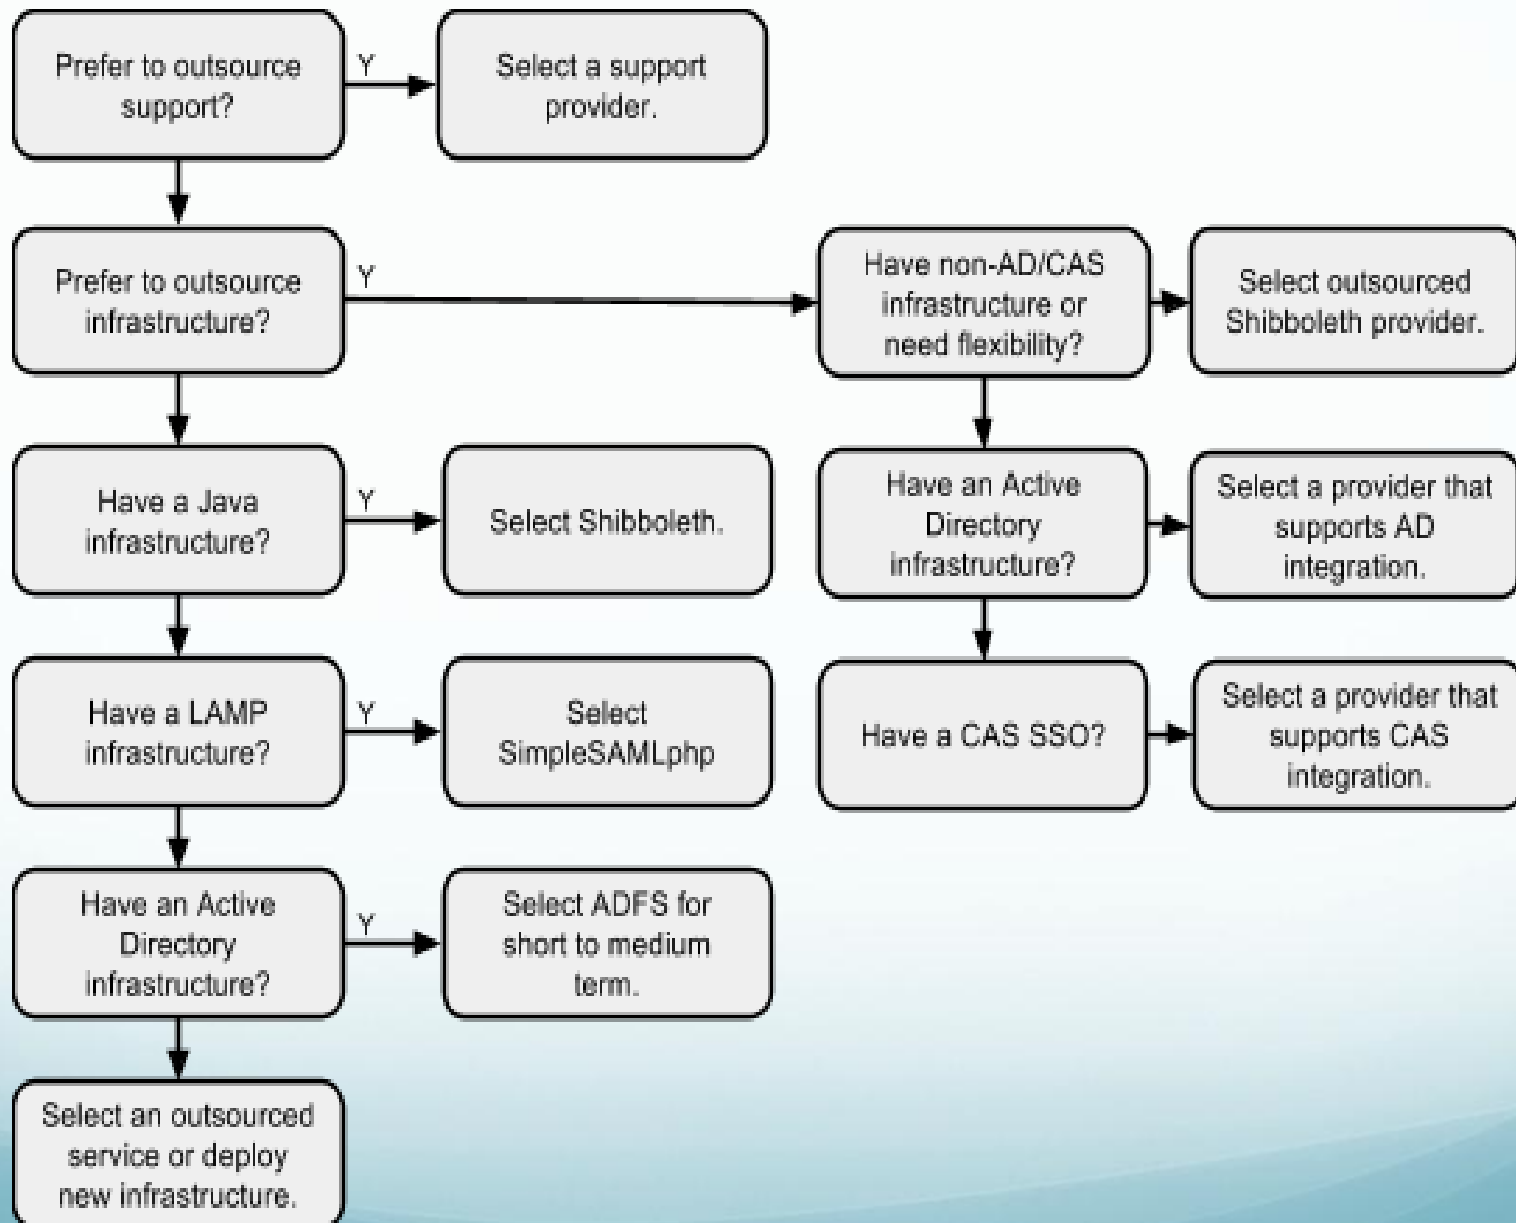 Prefer to outsource
support?
Y
Select a support
provider.
Prefer to outsource
infrastructure?
Y
Have non-AD/CAS
infrastructure or
need flexibility?
Select outsourced
Shibboleth provider.
Have a Java
infrastructure?
Y
Select Shibboleth.
Have an Active
Directory
infrastructure?
Select a provider that
supports AD
integration.
Have a LAMP
infrastructure?
Y
Select
SimpleSAMLphp
Have a CAS SSO?
Select a provider that
supports CAS
integration.
Have an Active
Directory
infrastructure?
Y
Select ADFS for
short to medium
term.
Select an outsourced
service or deploy
new infrastructure.